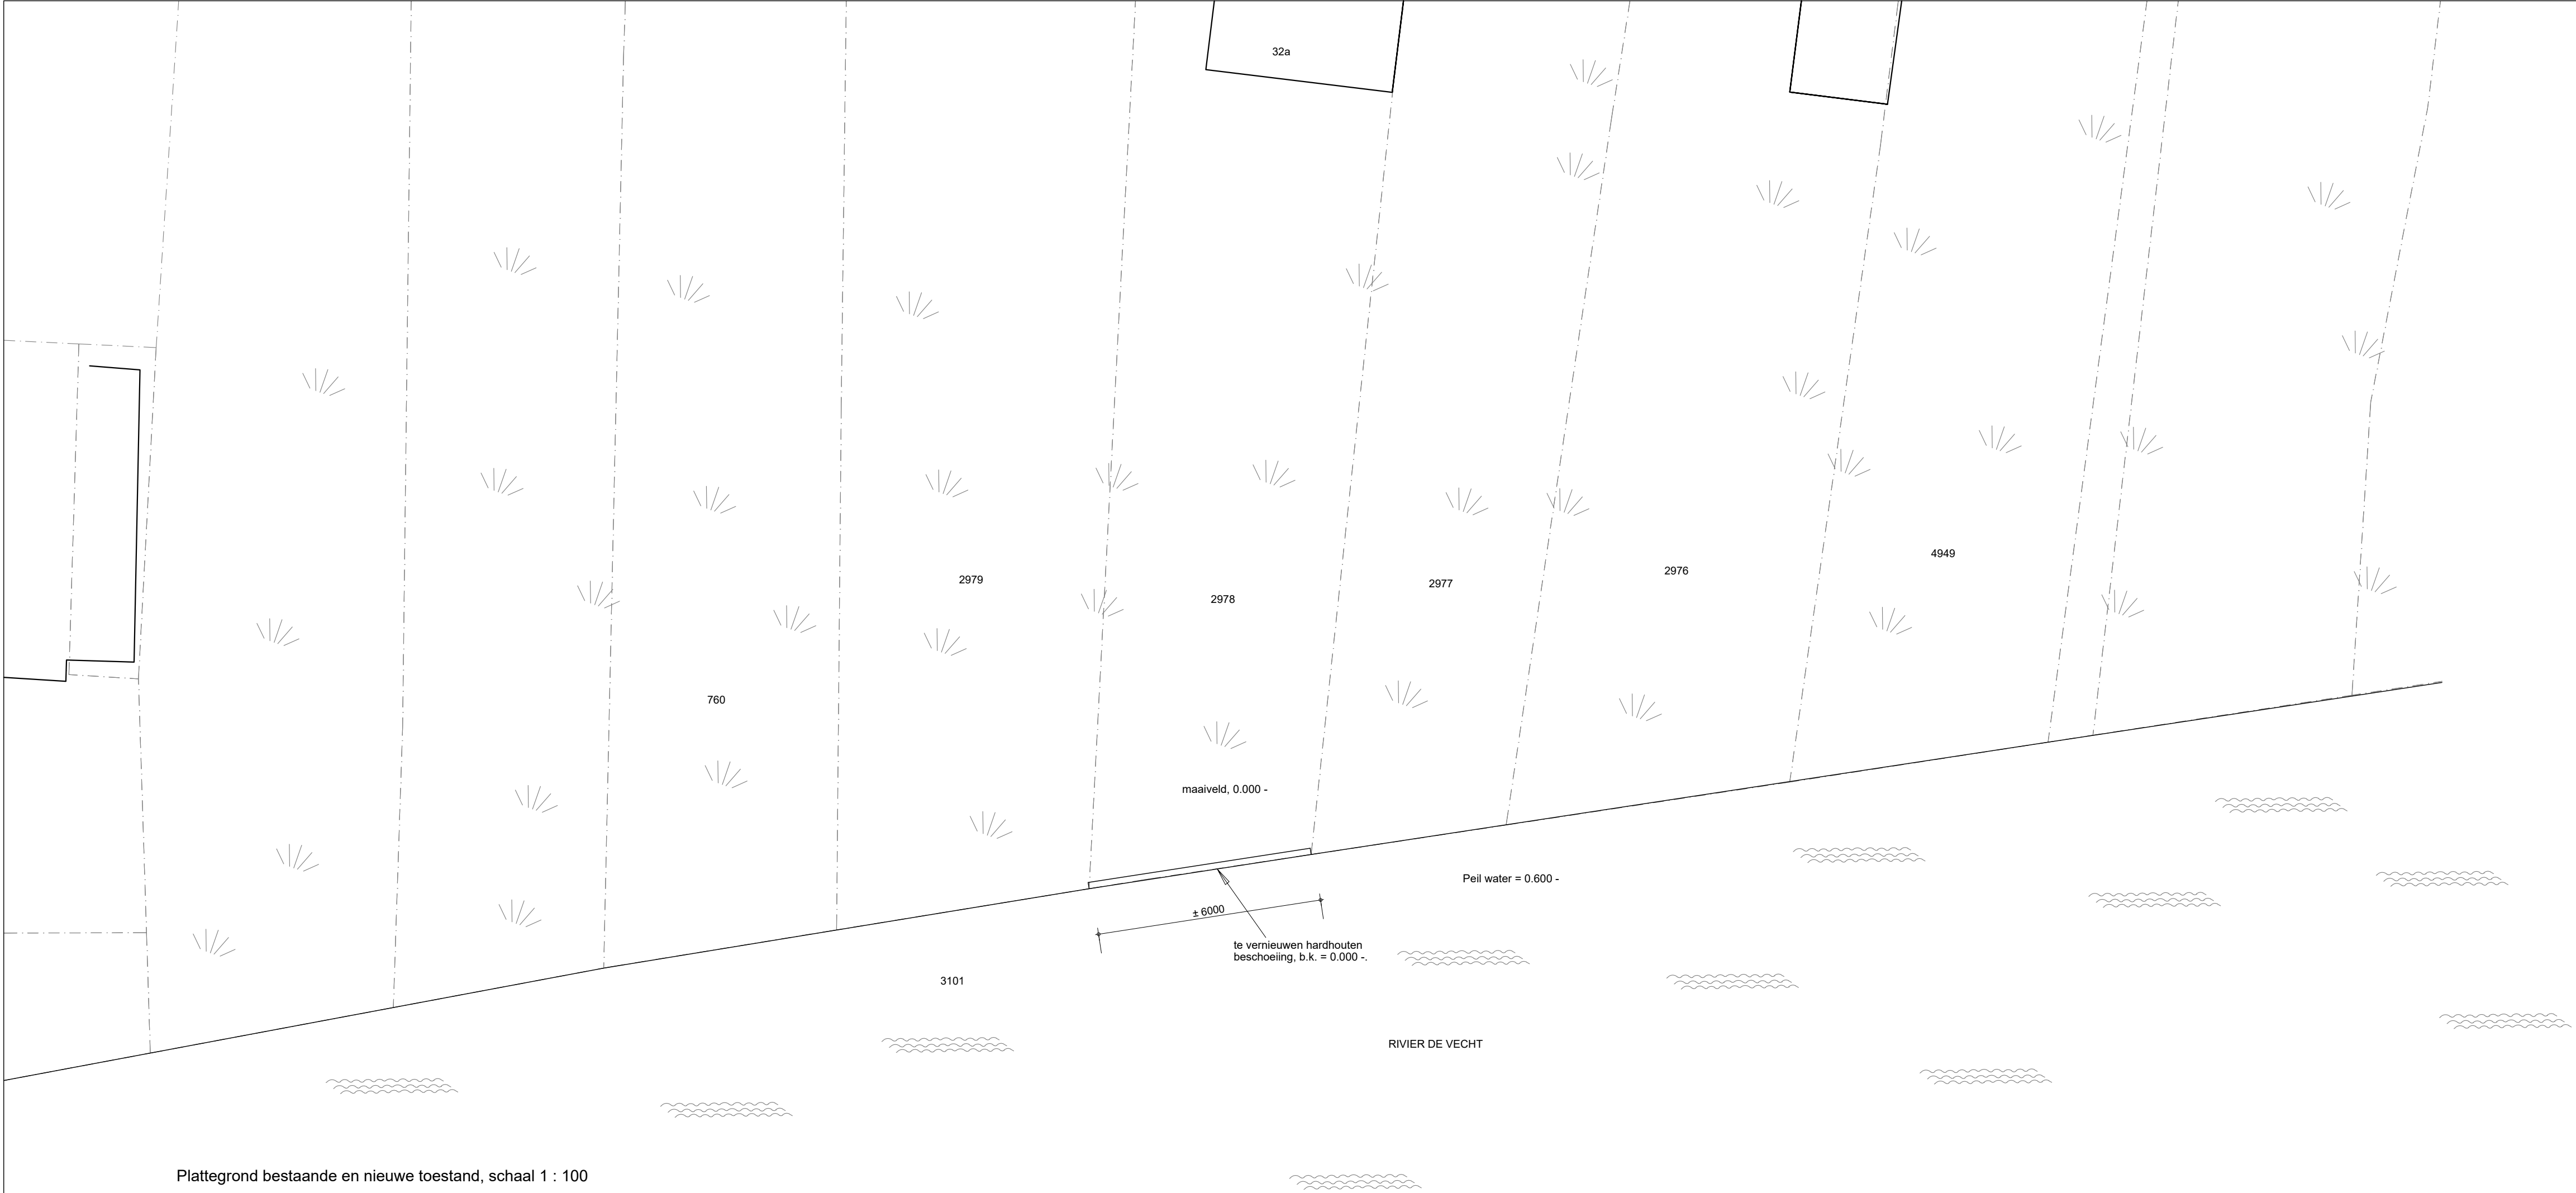 32a
4949
2976
2979
2977
2978
760
maaiveld, 0.000 -
Peil water = 0.600 -
± 6000
te vernieuwen hardhouten
beschoeiing, b.k. = 0.000 -.
3101
RIVIER DE VECHT
Plattegrond bestaande en nieuwe toestand, schaal 1 : 100